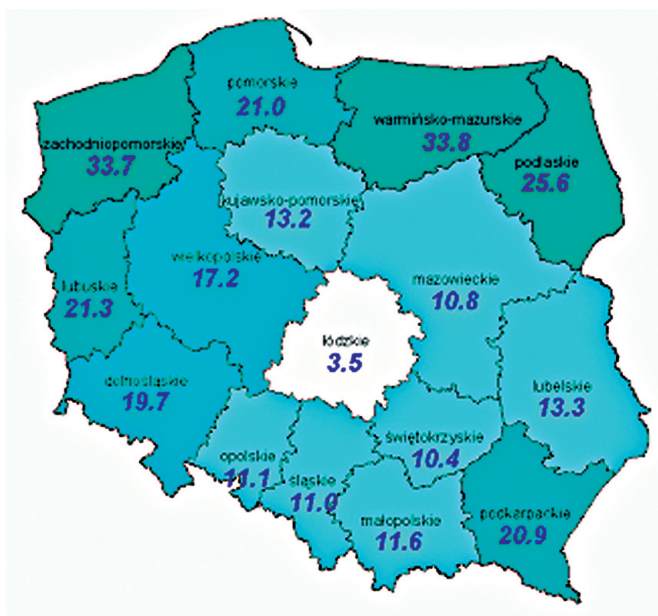 pomorskie
21.0
warmińsko-mazurskie
33.8
zachodniopomorskie
33.7
podlaskie
25.6
kujawsko-pomorskie
13.2
wielkopolskie
17.2
mazowieckie
10.8
lubuskie
21.3
łódzkie
3.5
dolnośląskie
19.7
lubelskie
13.3
świętokrzyskie
10.4
opolskie
11.1
śląskie
11.0
małopolskie
11.6
podkarpackie
20.9